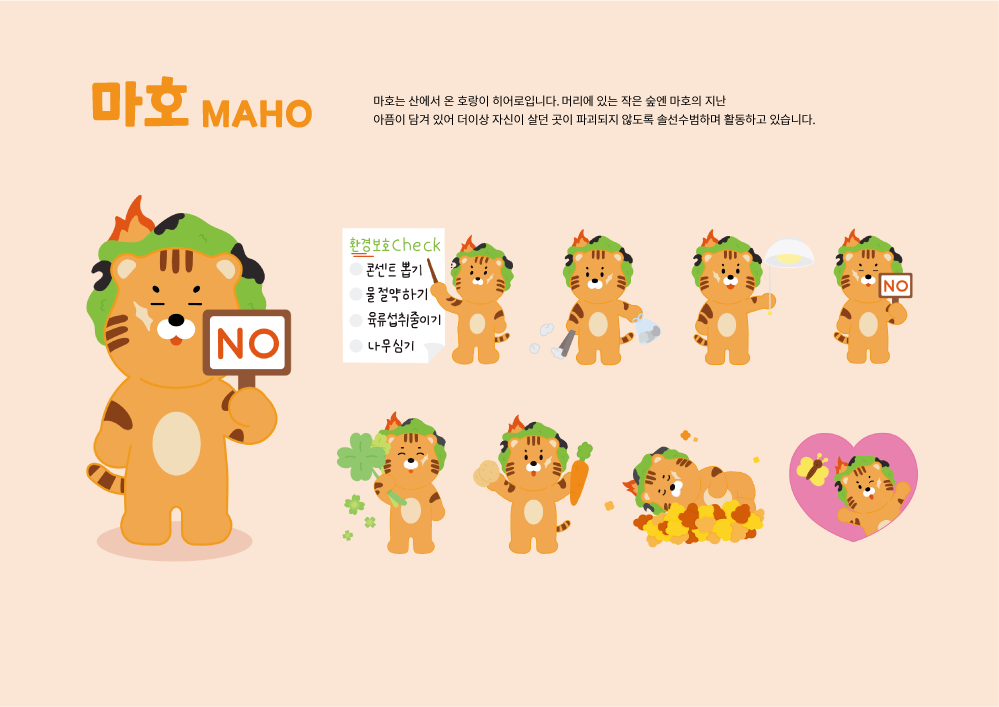 마호 MAHO
마호는 산에서 온 호랑이 히어로입니다. 머리에 있는 작은 숲엔 마호의 지난
아픔이 담겨 있어 더이상 자신이 살던 곳이 파괴되지 않도록 솔선수범하며 활동하고 있습니다.
NO
환경보호 Check
콘센트 뽑기
물 절약 하기
육류섭취줄이기
나무심기
NO